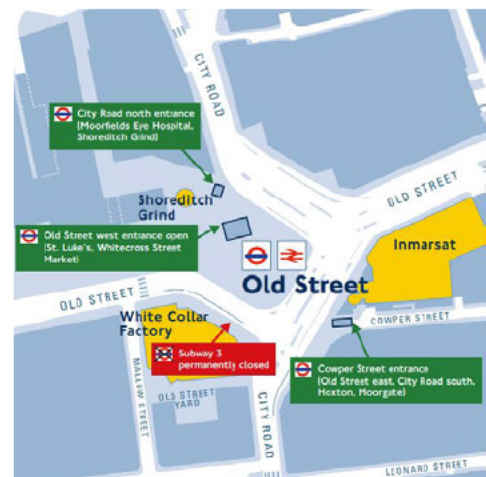 CITY ROAD
City Road north entrance
(Moorfields Eye Hospital,
Shoreditch Grind)
OLD STREET
Shoreditch
Grind
Old Street west entrance open
(St. Luke's, Whitecross Street
Market)
Inmarsat
Old Street
OLD STREET
White Collar
Factory
COWPER STREET
Subway 3
permanently closed
Cowper Street entrance
(Old Street east, City Road south,
Hoxton, Moorgate)
MALLOW STREET
OLD STREET
YARD
CITY ROAD
LEONARD STREET